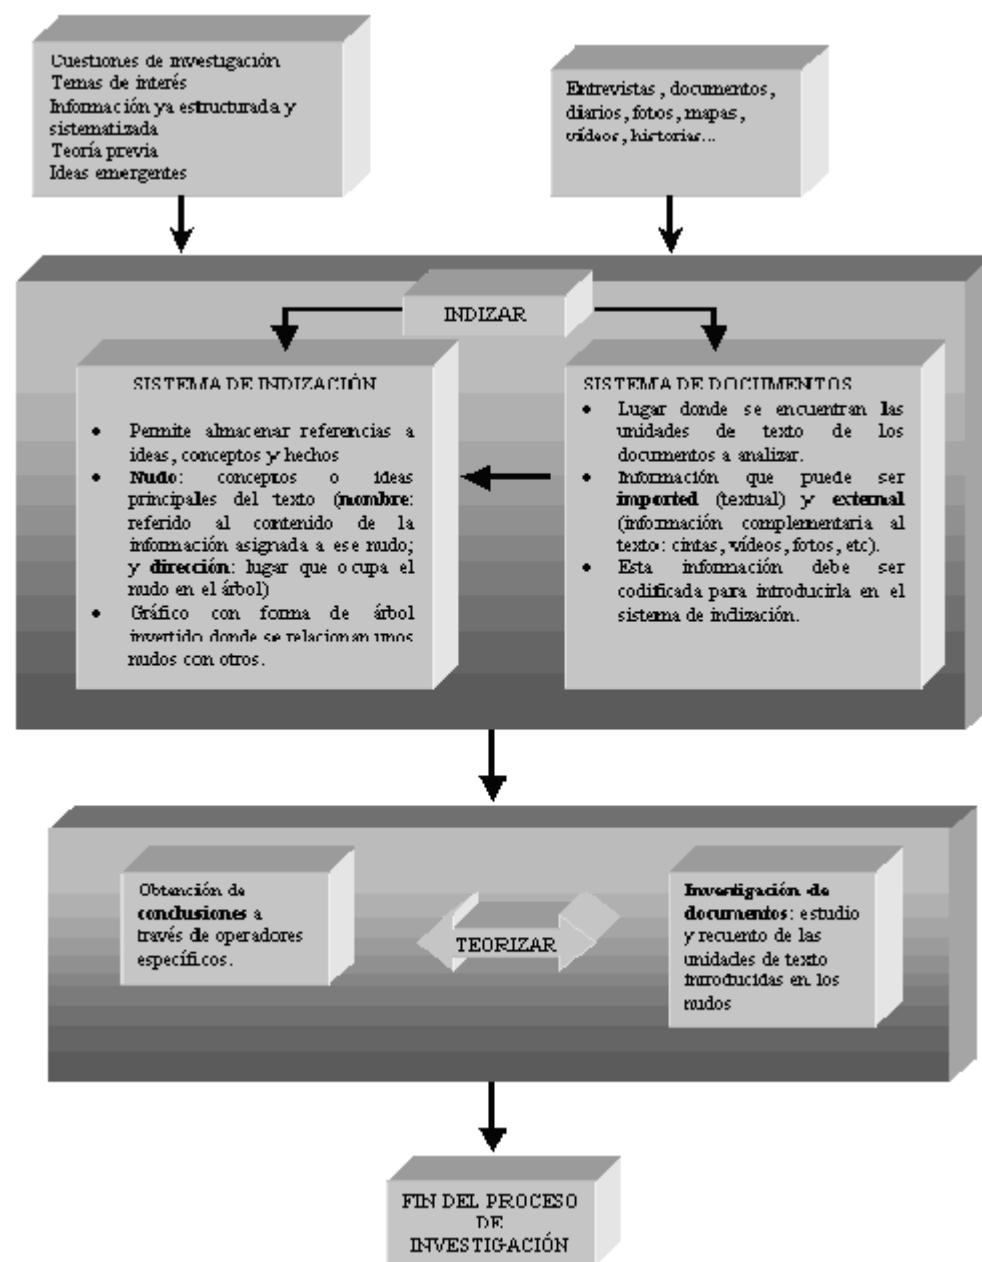 Cuestiones de investigación
Temas de interés
Información ya estructurada y
sistematizada
Teoría previa
Ideas emergentes
Entrevistas, documentos,
diarios, fotos, mapas,
vídeos, historias...
INDIZAR
SISTEMA DE INDIZACIÓN
• Permite almacenar referencias a
ideas, conceptos y hechos
• Nudo: conceptos o ideas
principales del texto (nombre:
referido al contenido de la
información asignada a ese nudo;
y dirección: lugar que ocupa el
nudo en el árbol)
• Gráfico con forma de árbol
invertido donde se relacionan unos
nudos con otros.
SISTEMA DE DOCUMENTOS
• Lugar donde se encuentran las
unidades de texto de los
documentos a analizar.
• Información que puede ser
imported (textual) y external
(información complementaria al
texto: cintas, vídeos, fotos, etc).
• Esta información debe ser
codificada para introducirla en el
sistema de indización.
Obtención de
conclusiones a
través de operadores
específicos.
TEORIZAR
Investigación de
documentos: estudio
y recuento de las
unidades de texto
introducidas en los
nudos
FIN DEL PROCESO
DE
INVESTIGACIÓN